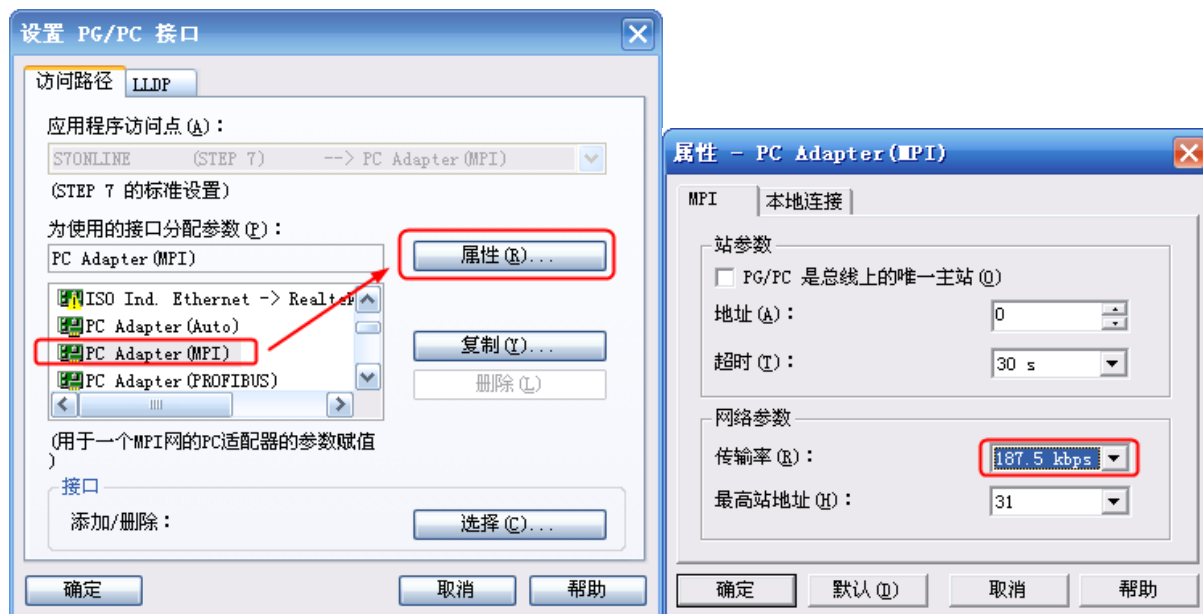 设置 PG/PC 接口
访问路径
LLDP
应用程序访问点(A):
S7ONLINE (STEP 7) --> PC Adapter(MPI)
(STEP 7 的标准设置)
为使用的接口分配参数(P):
PC Adapter(MPI)
属性(R)...
ISO Ind. Ethernet -> Realtek
PC Adapter(Auto)
PC Adapter(MPI)
PC Adapter(PROFIBUS)
复制(Y)...
删除(L)
(用于一个MPI网的PC适配器的参数赋值
)
接口
添加/删除:
选择(C)...
确定
取消
帮助
属性 - PC Adapter(MPI)
MPI
本地连接
站参数
PG/PC 是总线上的唯一主站(O)
地址(A):
0
超时(T):
30 s
网络参数
传输率(R):
187.5 kbps
最高站地址(H):
31
确定
默认(D)
取消
帮助